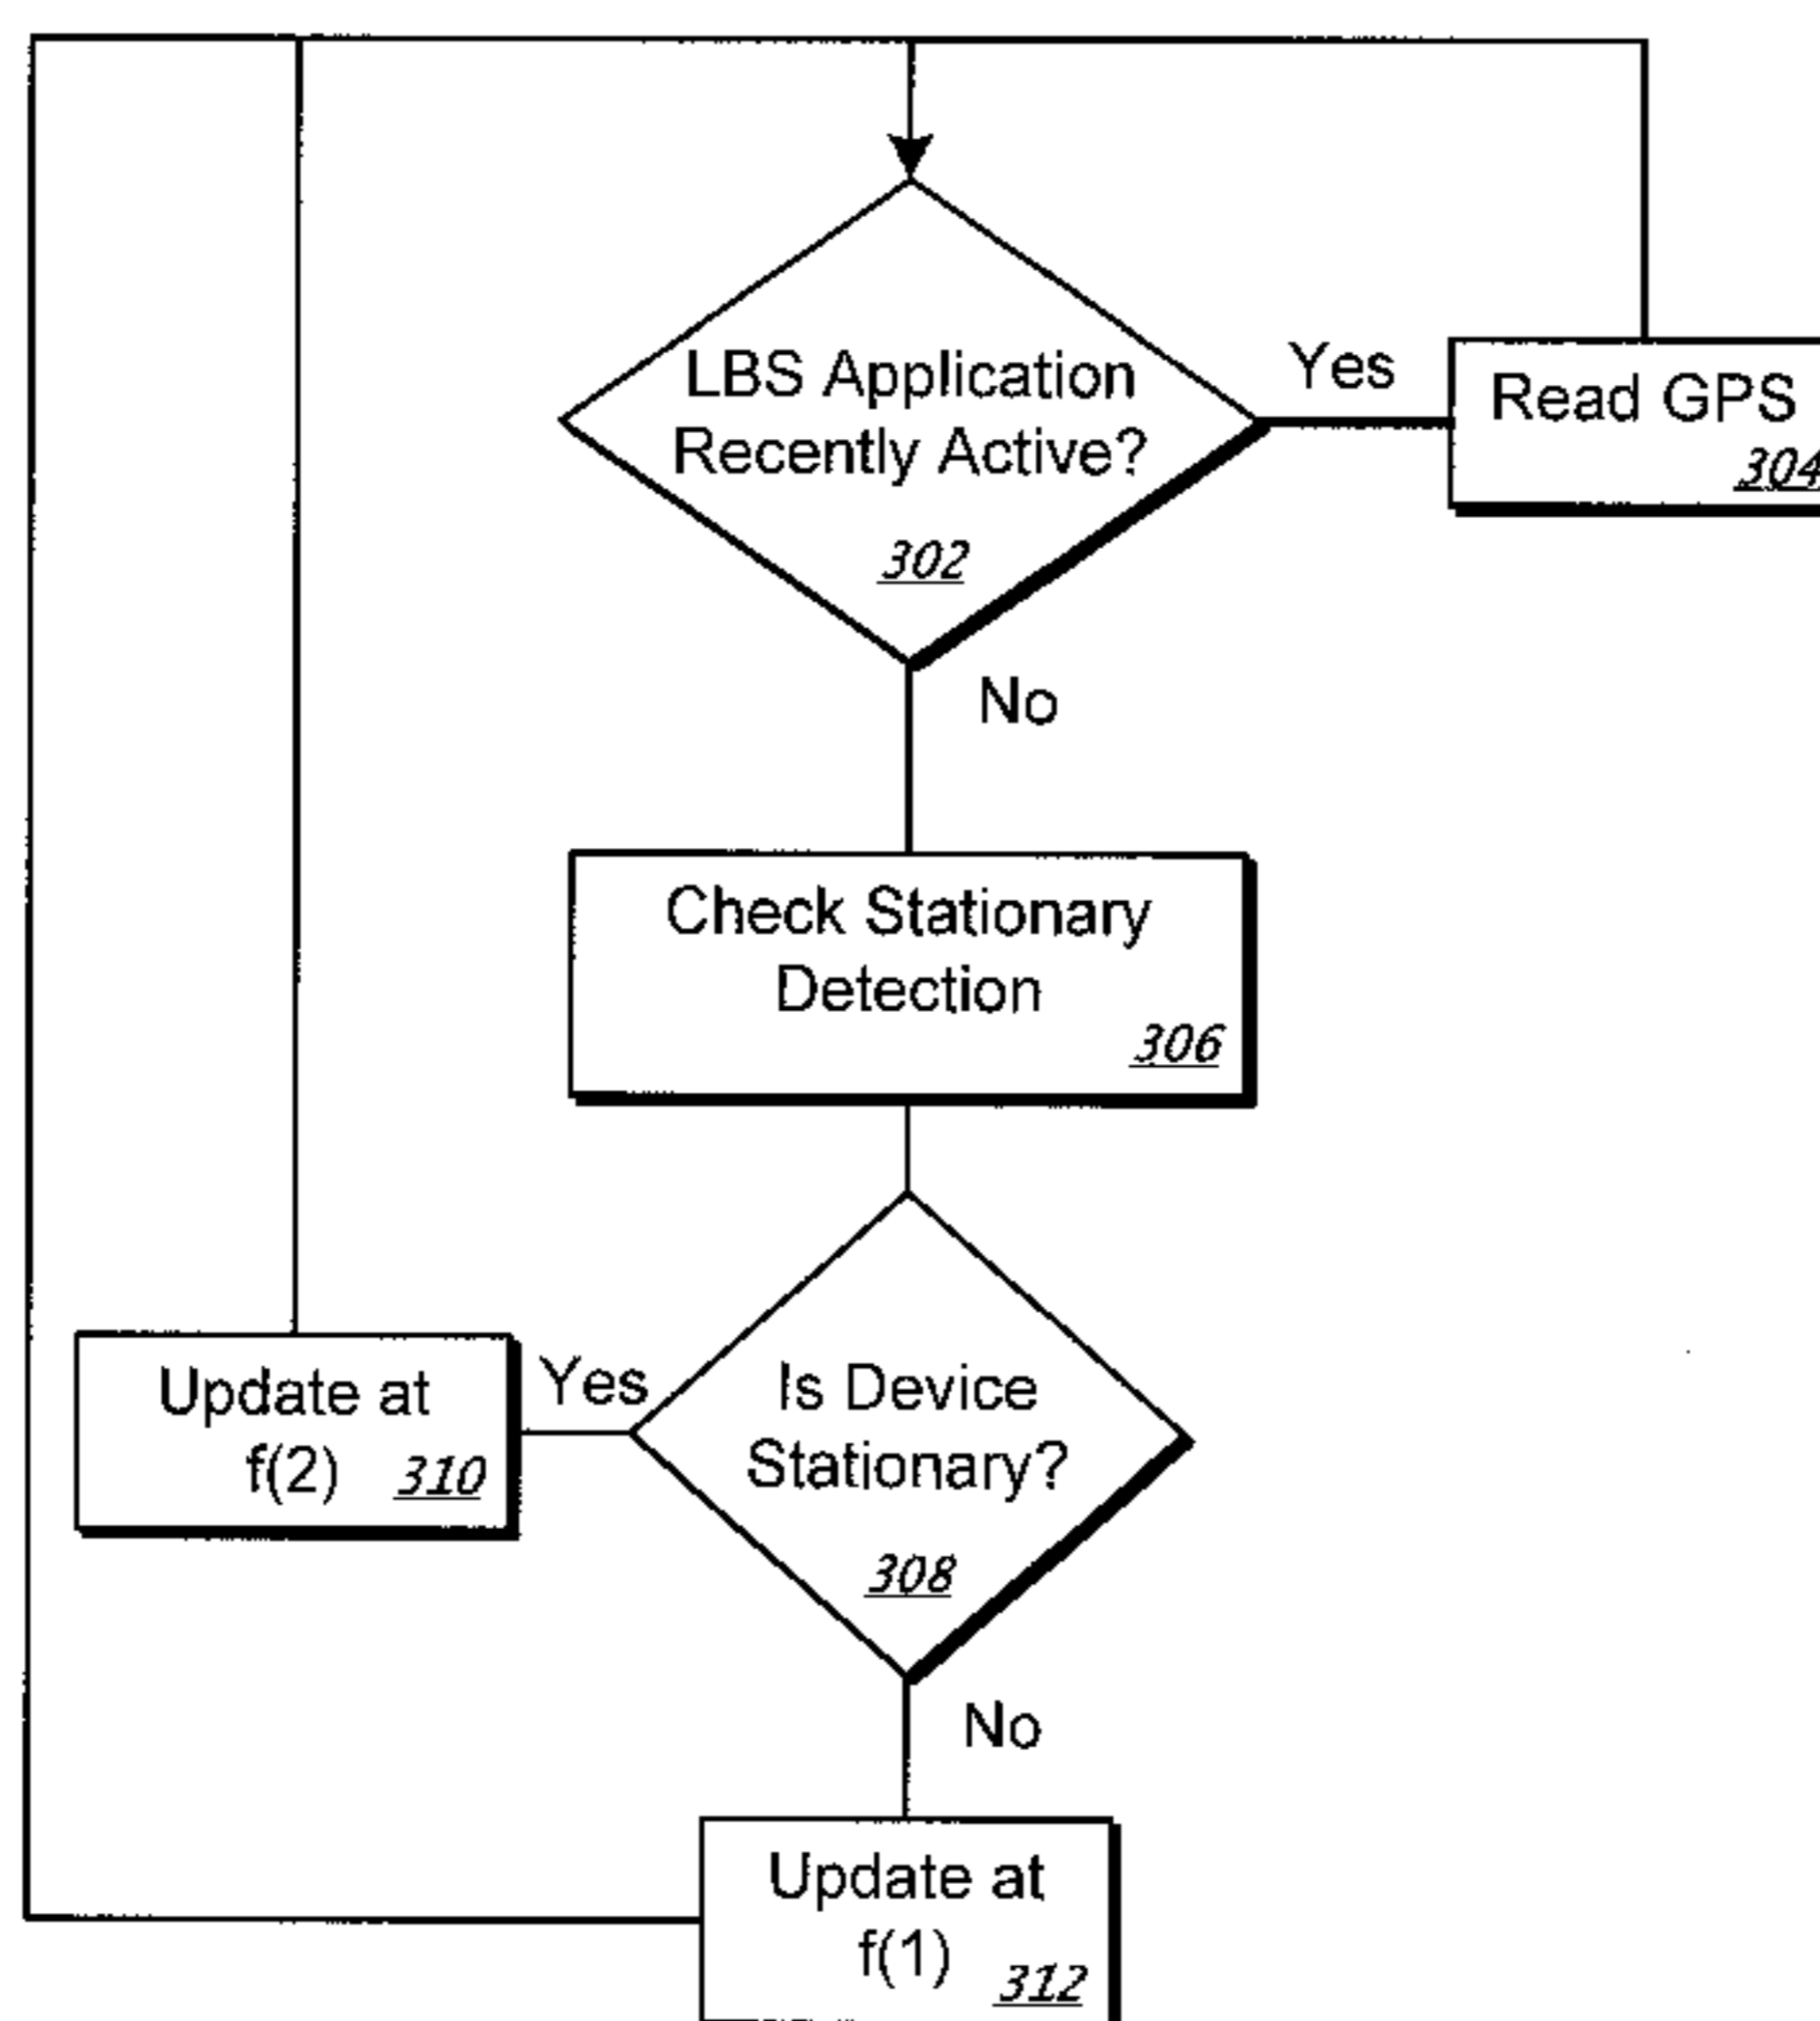 LBS Application
Recently Active?
302
Yes
Read GPS
304
No
Check Stationary
Detection
306
Is Device
Stationary?
308
Yes
Update at
f(2) 310
No
Update at
f(1) 312